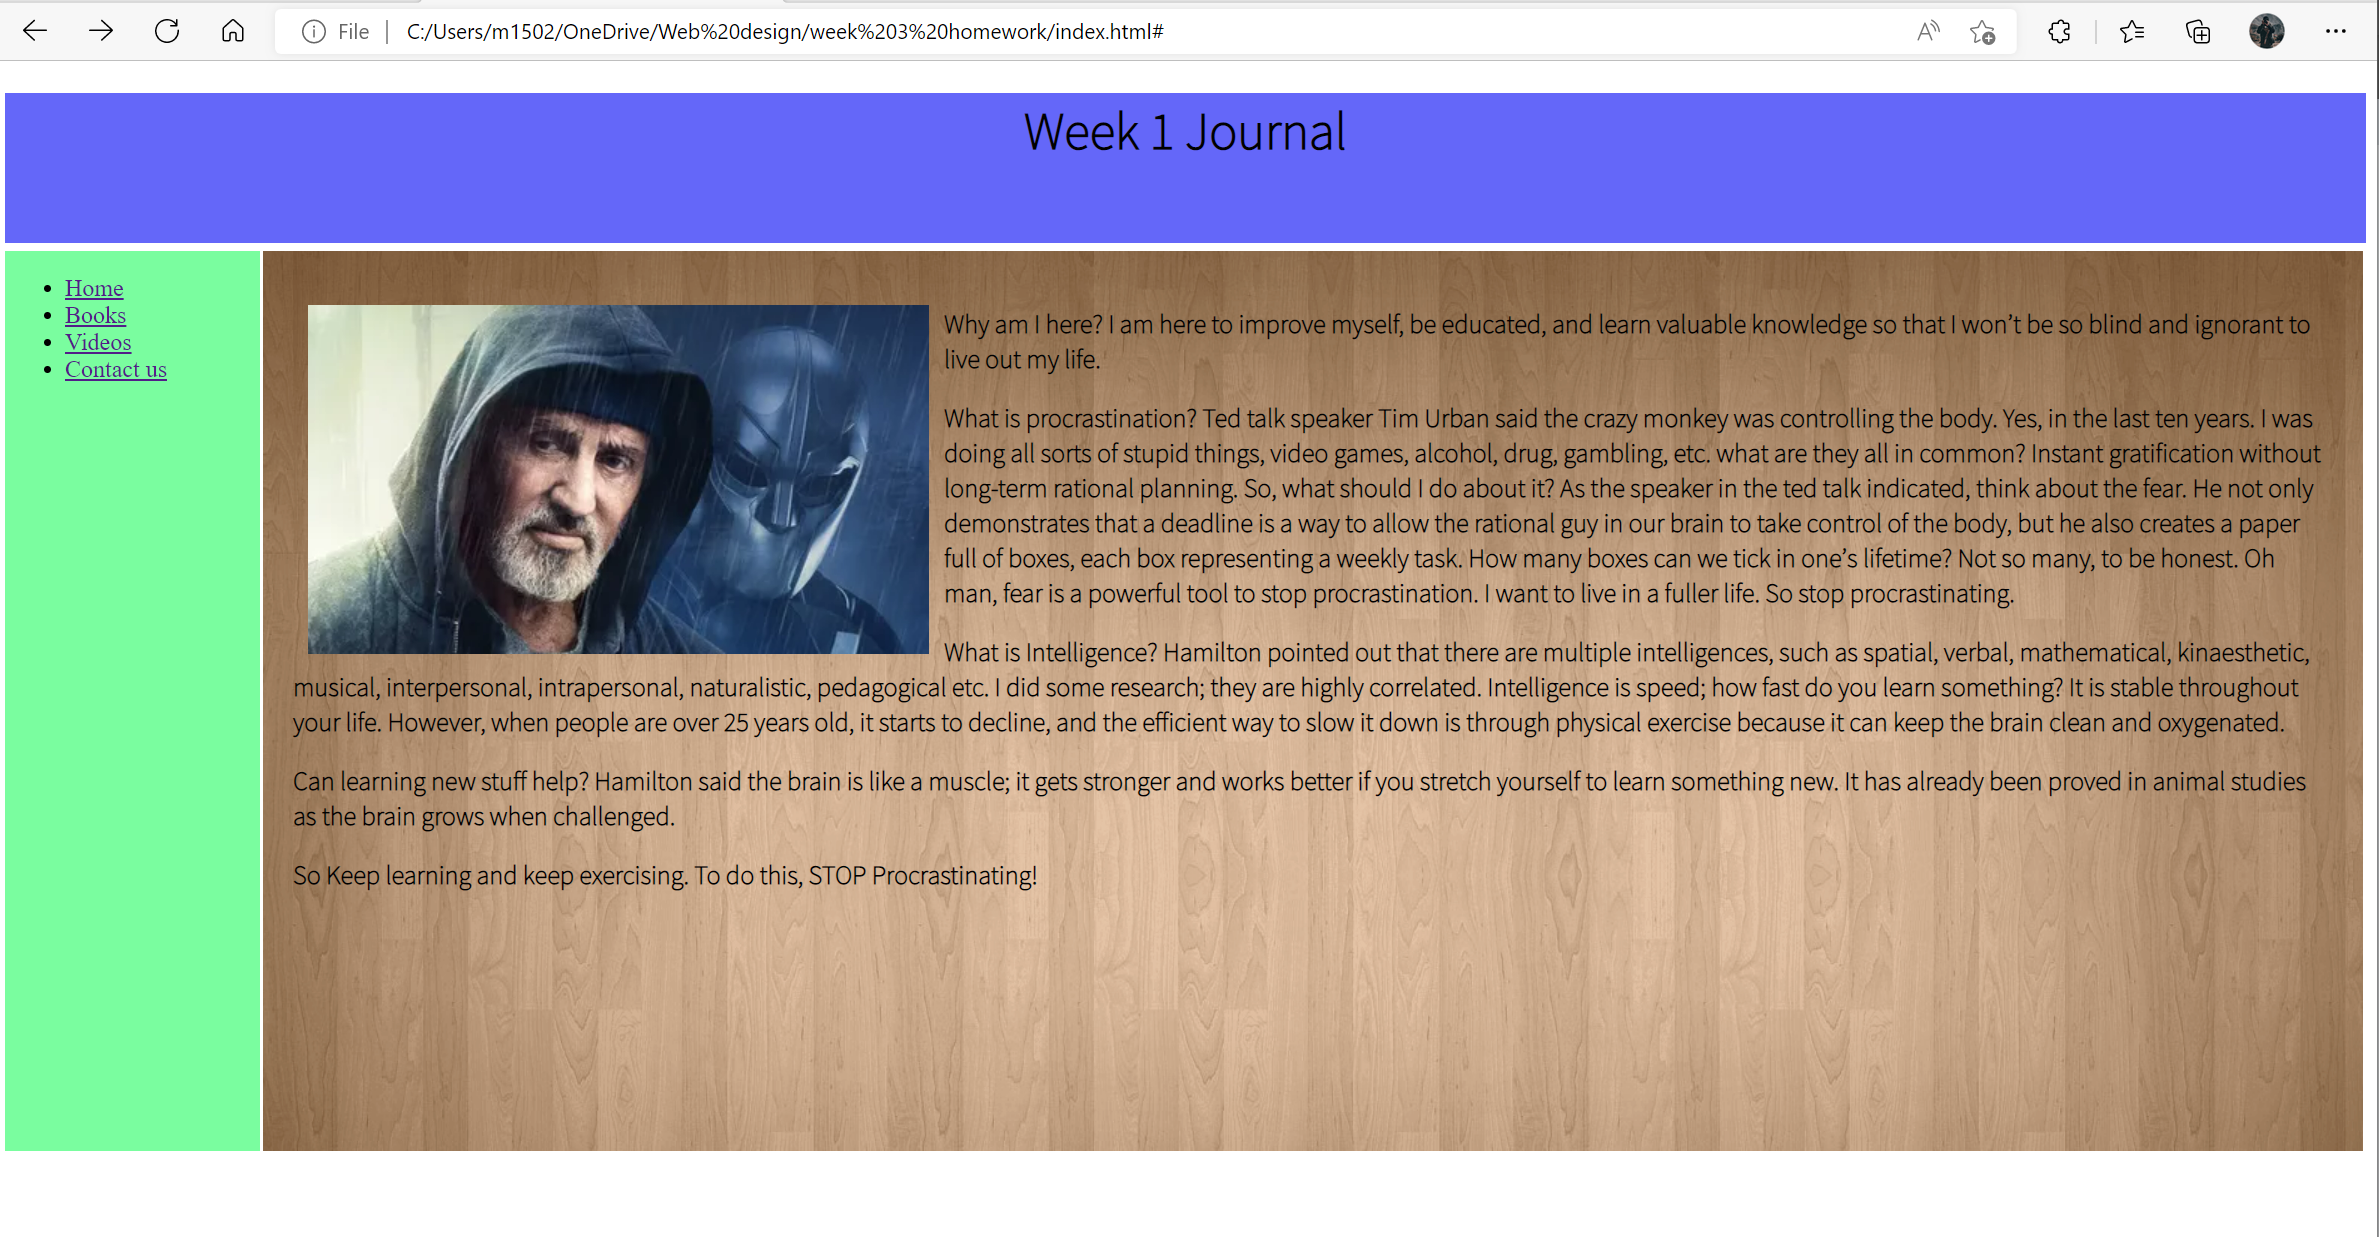 File
C:/Users/m1502/OneDrive/Web%20design/week%203%20homework/index.html#
Week 1 Journal
Home
Books
Videos
Contact us
Why am I here? I am here to improve myself, be educated, and learn valuable knowledge so that I won’t be so blind and ignorant to
live out my life.
What is procrastination? Ted talk speaker Tim Urban said the crazy monkey was controlling the body. Yes, in the last ten years. I was
doing all sorts of stupid things, video games, alcohol, drug, gambling, etc. what are they all in common? Instant gratification without
long-term rational planning. So, what should I do about it? As the speaker in the ted talk indicated, think about the fear. He not only
demonstrates that a deadline is a way to allow the rational guy in our brain to take control of the body, but he also creates a paper
full of boxes, each box representing a weekly task. How many boxes can we tick in one’s lifetime? Not so many, to be honest. Oh
man, fear is a powerful tool to stop procrastination. I want to live in a fuller life. So stop procrastinating.
What is Intelligence? Hamilton pointed out that there are multiple intelligences, such as spatial, verbal, mathematical, kinaesthetic,
musical, interpersonal, intrapersonal, naturalistic, pedagogical etc. I did some research; they are highly correlated. Intelligence is speed; how fast do you learn something? It is stable throughout
your life. However, when people are over 25 years old, it starts to decline, and the efficient way to slow it down is through physical exercise because it can keep the brain clean and oxygenated.
Can learning new stuff help? Hamilton said the brain is like a muscle; it gets stronger and works better if you stretch yourself to learn something new. It has already been proved in animal studies
as the brain grows when challenged.
So Keep learning and keep exercising. To do this, STOP Procrastinating!